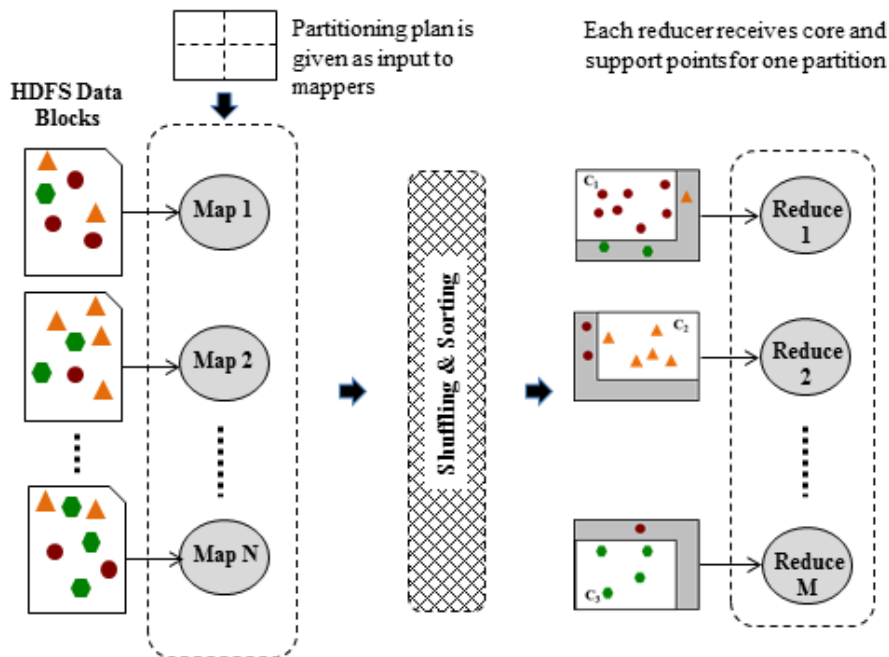 Partitioning plan is
given as input to
mappers
Each reducer receives core and
support points for one partition
HDFS Data
Blocks
Map 1
Map 2
Map N
Shuffling & Sorting
C1
C2
C3
Reduce
1
Reduce
2
Reduce
M